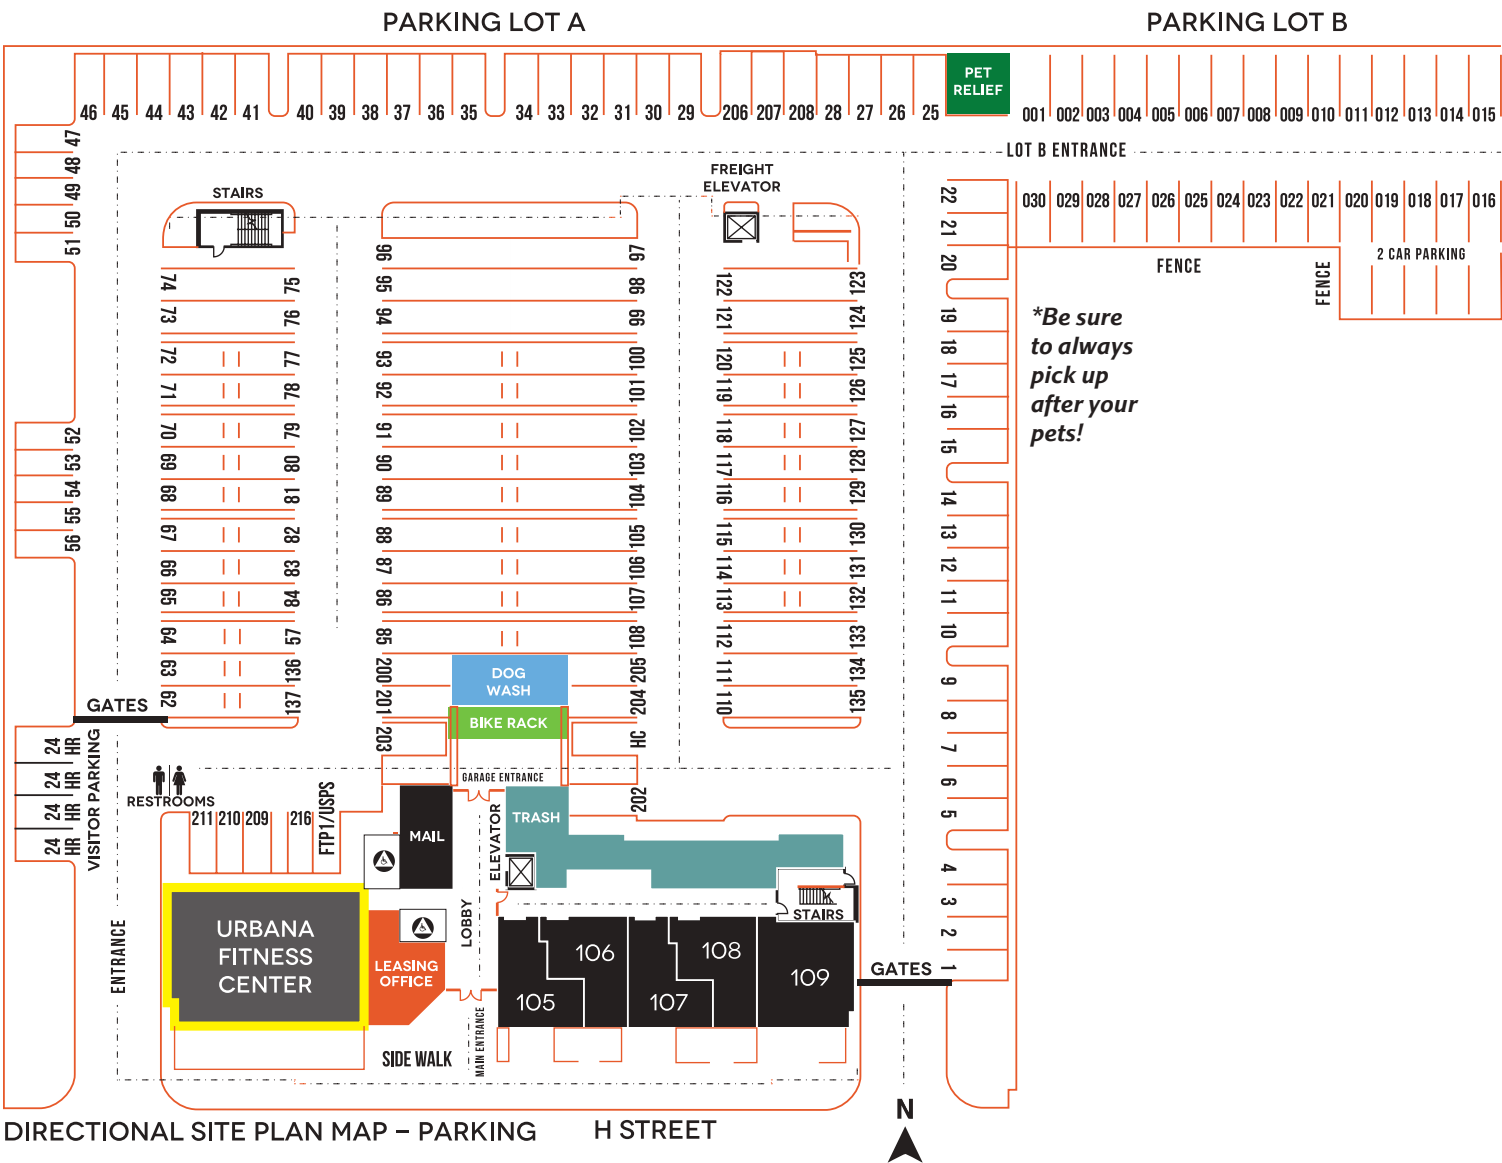 PARKING LOT A
PARKING LOT B
46 45 44 43 42 41 40 39 38 37 36 35 34 33 32 31 30 29 206 207 208 28 27 26 25
PET
RELIEF
001 002 003 004 005 006 007 008 009 010 011 012 013 014 015
LOT B ENTRANCE
030 029 028 027 026 025 024 023 022 021 020 019 018 017 016
2 CAR PARKING
FENCE
FENCE
*Be sure
to always
pick up
after your
pets!
47
48
49
50
51
52
53
54
55
56
STAIRS
FREIGHT
ELEVATOR
74
73
72
71
70
69
68
67
66
65
64
63
62
75
76
77
78
79
80
81
82
83
84
57
136
137
96
95
94
93
92
91
90
89
88
87
86
85
200
201
203
97
98
99
100
101
102
103
104
105
106
107
108
205
204
HC
202
122
121
120
119
118
117
116
115
114
113
112
111
110
123
124
125
126
127
128
129
130
131
132
133
134
135
22
21
20
19
18
17
16
15
14
13
12
11
10
9
8
7
6
5
4
3
2
1
DOG
WASH
BIKE RACK
GARAGE ENTRANCE
GATES
24 HR
24 HR
24 HR
24 HR
VISITOR PARKING
RESTROOMS
211 210 209 216
FTP1/USPS
MAIL
ELEVATOR
TRASH
LOBBY
STAIRS
URBANA
FITNESS
CENTER
LEASING
OFFICE
105
106
107
108
109
GATES
ENTRANCE
SIDE WALK
MAIN ENTRANCE
N
DIRECTIONAL SITE PLAN MAP – PARKING
H STREET